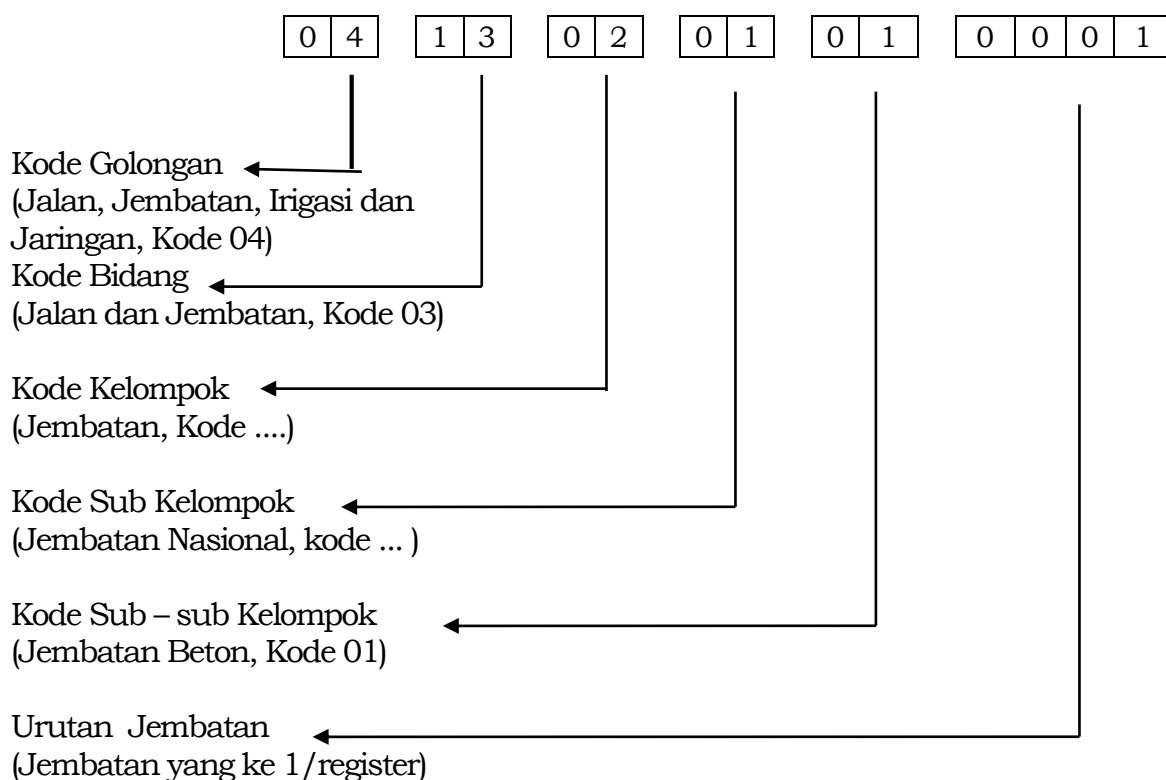 0 4 1 3 0 2 0 1 0 1 0 0 0 1
Kode Golongan
(Jalan, Jembatan, Irigasi dan
Jaringan, Kode 04)
Kode Bidang
(Jalan dan Jembatan, Kode 03)
Kode Kelompok
(Jembatan, Kode ....)
Kode Sub Kelompok
(Jembatan Nasional, kode ... )
Kode Sub – sub Kelompok
(Jembatan Beton, Kode 01)
Urutan Jembatan
(Jembatan yang ke 1/register)